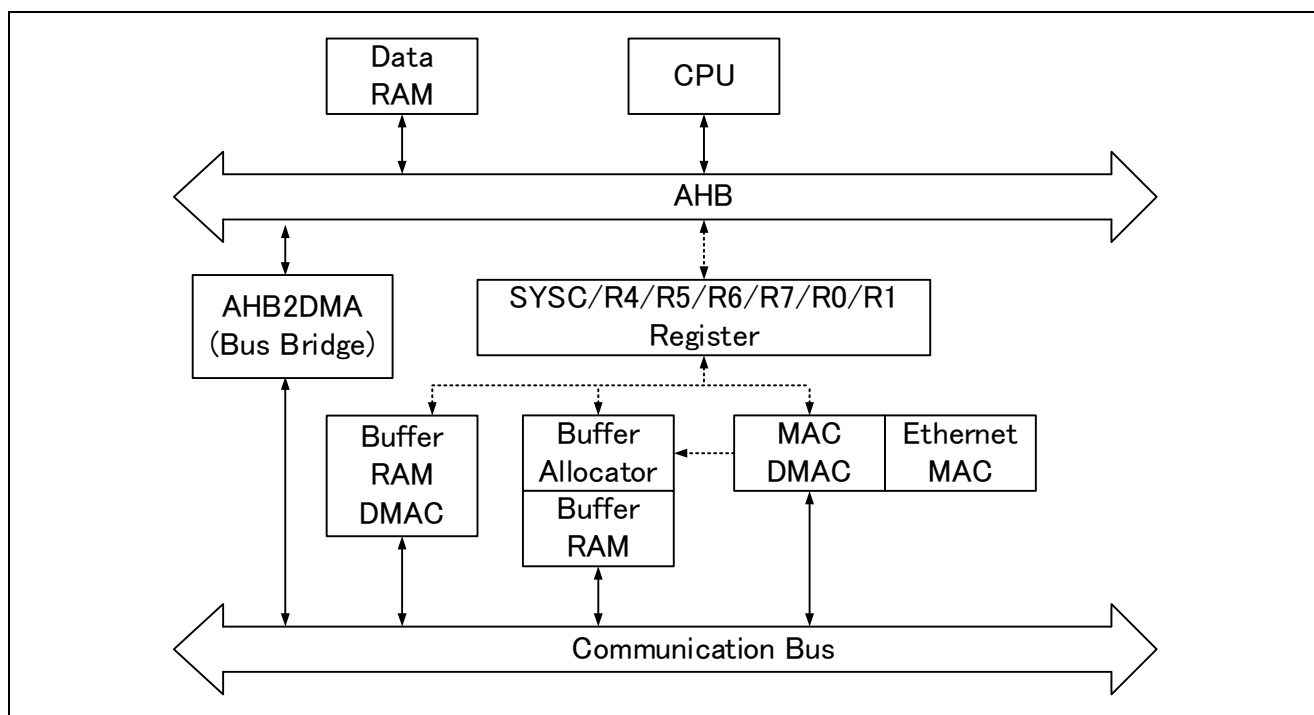 Data
RAM
CPU
AHB
AHB2DMA
(Bus Bridge)
SYSC/R4/R5/R6/R7/R0/R1
Register
Buffer
RAM
DMAC
Buffer
Allocator
Buffer
RAM
MAC
DMAC
Ethernet
MAC
Communication Bus